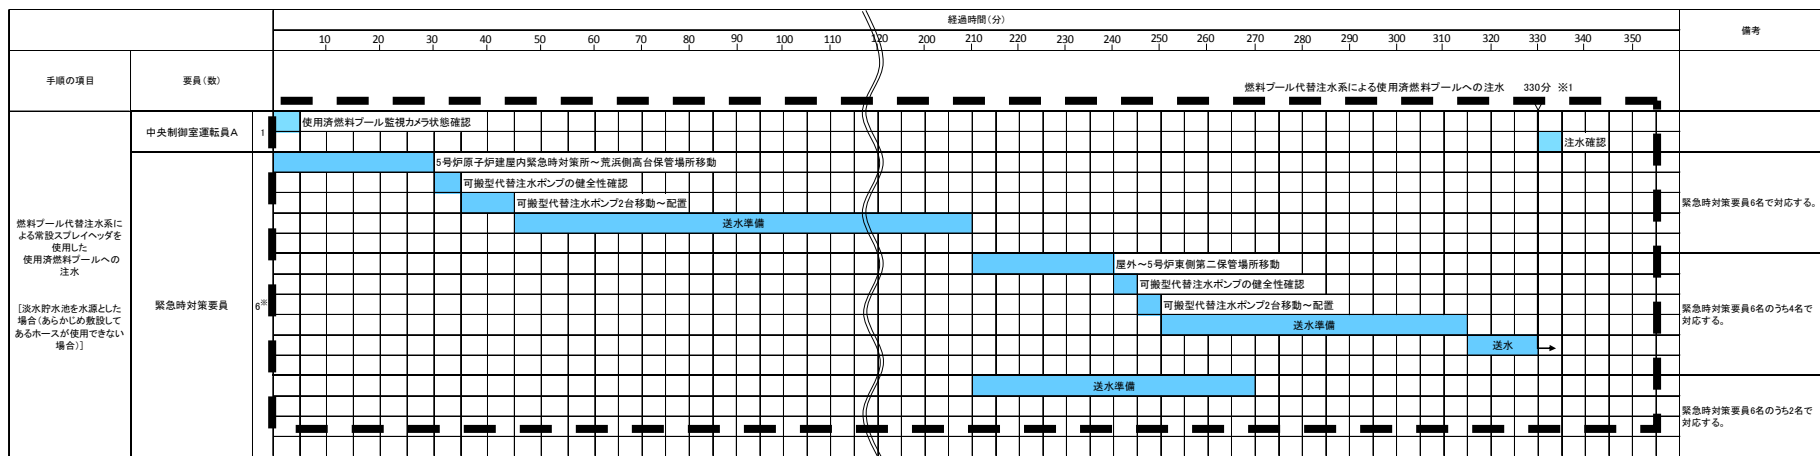 経過時間(分)
備考
10 20 30 40 50 60 70 80 90 100 110 120 200 210 220 230 240 250 260 270 280 290 300 310 320 330 340 350
手順の項目
要員(数)
燃料プール代替注水系による使用済燃料プールへの注水 330分 ※1
中央制御室運転員A 1
使用済燃料プール監視カメラ状態確認
注水確認
5号炉原子炉建屋内緊急時対策所～荒浜側高台保管場所移動
可搬型代替注水ポンプの健全性確認
可搬型代替注水ポンプ2台移動～配置
送水準備
緊急時対策要員6名で対応する。
燃料プール代替注水系に
よる常設スプレイヘッダを
使用した
使用済燃料プールへの
注水
[淡水貯水池を水源とした
場合(あらかじめ敷設して
あるホースが使用できない
場合)]
緊急時対策要員 6※
屋外～5号炉東側第二保管場所移動
可搬型代替注水ポンプの健全性確認
可搬型代替注水ポンプ2台移動～配置
送水準備
送水
緊急時対策要員6名のうち4名で
対応する。
送水準備
緊急時対策要員6名のうち2名で
対応する。